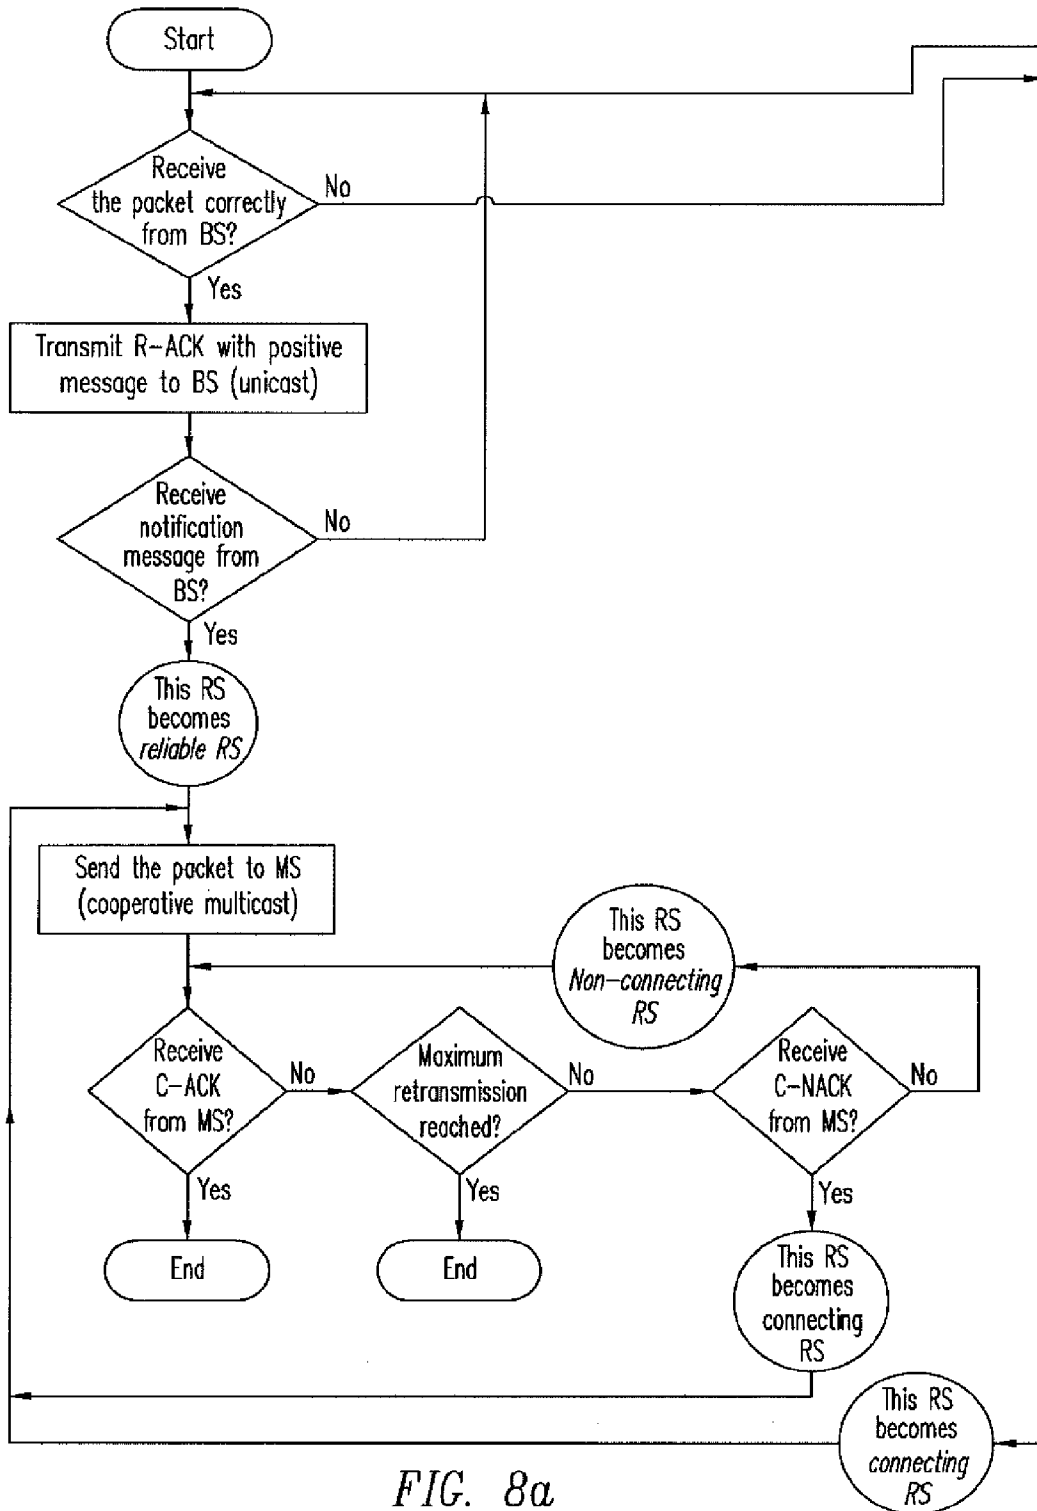 Start
Receive
the packet correctly
from BS?
No
Yes
Transmit R-ACK with positive
message to BS (unicast)
Receive
notification
message from
BS?
No
Yes
This RS
becomes
reliable RS
Send the packet to MS
(cooperative multicast)
This RS
becomes
Non-connecting
RS
Receive
C-ACK
from MS?
No
Yes
Maximum
retransmission
reached?
No
Yes
Receive
C-NACK
from MS?
No
Yes
End
End
This RS
becomes
connecting
RS
This RS
becomes
connecting
RS
FIG. 8a